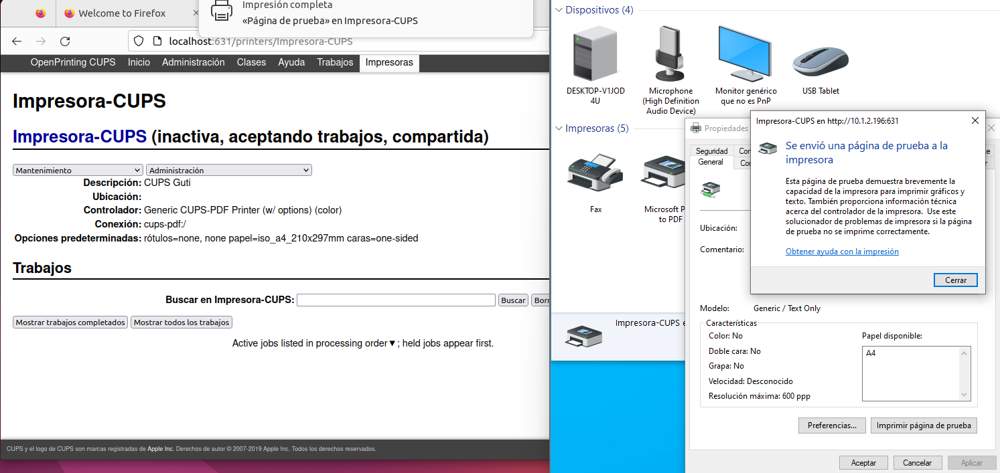 Welcome to Firefox
Impresión completa
«Página de prueba» en Impresora-CUPS
localhost:631/printers/Impresora-CUPS
OpenPrinting CUPS Inicio Administración Clases Ayuda Trabajos Impresoras
Impresora-CUPS
Impresora-CUPS (inactiva, aceptando trabajos, compartida)
Mantenimiento Administración
Descripción: CUPS Guti
Ubicación:
Controlador: Generic CUPS-PDF Printer (w/ options) (color)
Conexión: cups-pdf:/
Opciones predeterminadas: rótulos=none, none papel=iso_a4_210x297mm caras=one-sided
Trabajos
Buscar en Impresora-CUPS: Buscar Borr
Mostrar trabajos completados Mostrar todos los trabajos
Active jobs listed in processing order▼; held jobs appear first.
CUPS y el logo de CUPS son marcas registradas de Apple Inc. Derechos de autor © 2007-2019 Apple Inc. Todos los derechos reservados.
Dispositivos (4)
DESKTOP-V1JOD
4U
Microphone
(High Definition
Audio Device)
Monitor genérico
que no es PnP
USB Tablet
Impresoras (5)
Fax
Microsoft P
to PDF
Impresora-CUPS e
Propiedades
Seguridad Con
General Cor
Ubicación:
Comentario:
Modelo: Generic / Text Only
Características
Color: No
Doble cara: No
Grapa: No
Velocidad: Desconocido
Resolución máxima: 600 ppp
Papel disponible:
A4
Preferencias... Imprimir página de prueba
Aceptar Cancelar Aplicar
Impresora-CUPS en http://10.1.2.196:631
Se envió una página de prueba a la
impresora
Esta página de prueba demuestra brevemente la
capacidad de la impresora para imprimir gráficos y
texto. También proporciona información técnica
acerca del controlador de la impresora. Use este
solucionador de problemas de impresora si la página
de prueba no se imprime correctamente.
Obtener ayuda con la impresión
Cerrar